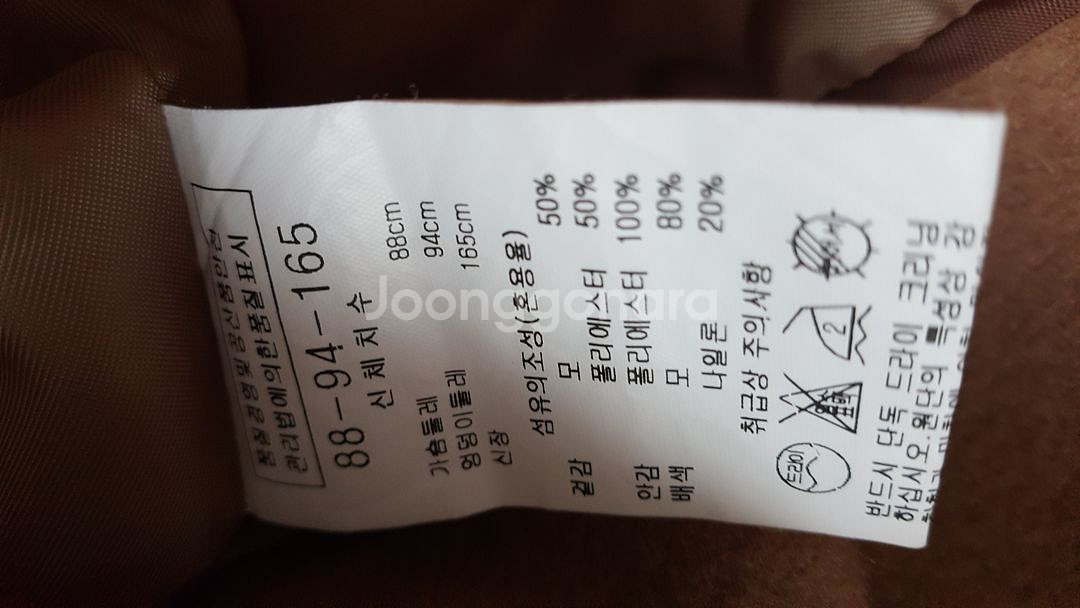 품질경영및공산품안전
관리법에의한품질표시
88-94-165
신체치수
가슴둘레 88cm
엉덩이둘레 94cm
신장 165cm
섬유의조성(혼용율)
겉감 모 50%
폴리에스터 50%
안감 폴리에스터 100%
배색 모 80%
나일론 20%
취급상 주의사항
드라이
표백
2
반드시 단독 드라이 크리닝
하십시오.원단의 특성상
Joonggonara